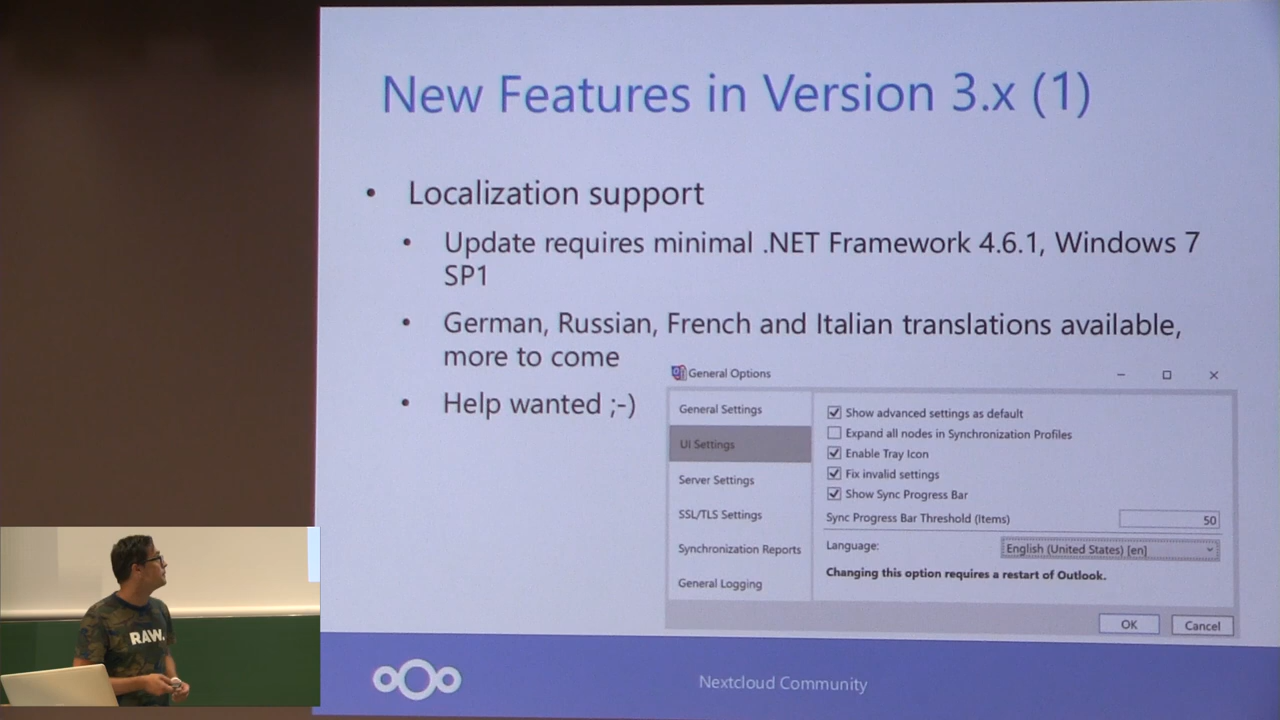 New Features in Version 3.x (1)
• Localization support
• Update requires minimal .NET Framework 4.6.1, Windows 7
SP1
• German, Russian, French and Italian translations available,
more to come
• Help wanted ;-)
General Options
General Settings
UI Settings
Server Settings
SSL/TLS Settings
Synchronization Reports
General Logging
Show advanced settings as default
Expand all nodes in Synchronization Profiles
Enable Tray Icon
Fix invalid settings
Show Sync Progress Bar
Sync Progress Bar Threshold (Items) 50
Language: English (United States) [en]
Changing this option requires a restart of Outlook.
OK Cancel
RAW.
Nextcloud Community